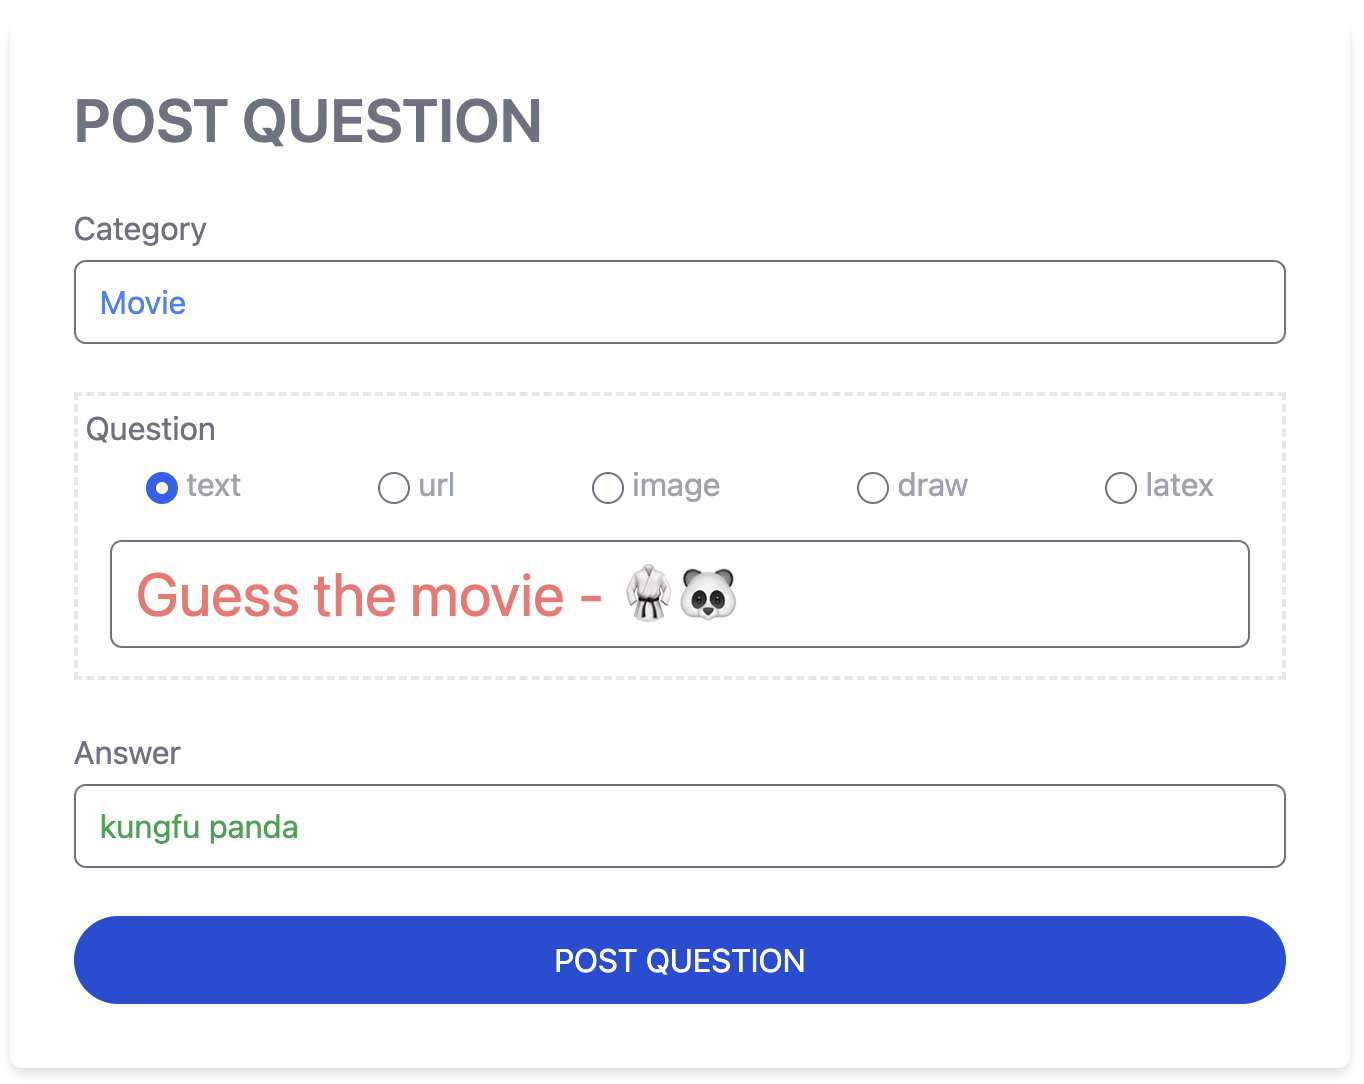 POST QUESTION
Category
Movie
Question
text url image draw latex
Guess the movie - 🥋🐼
Answer
kungfu panda
POST QUESTION